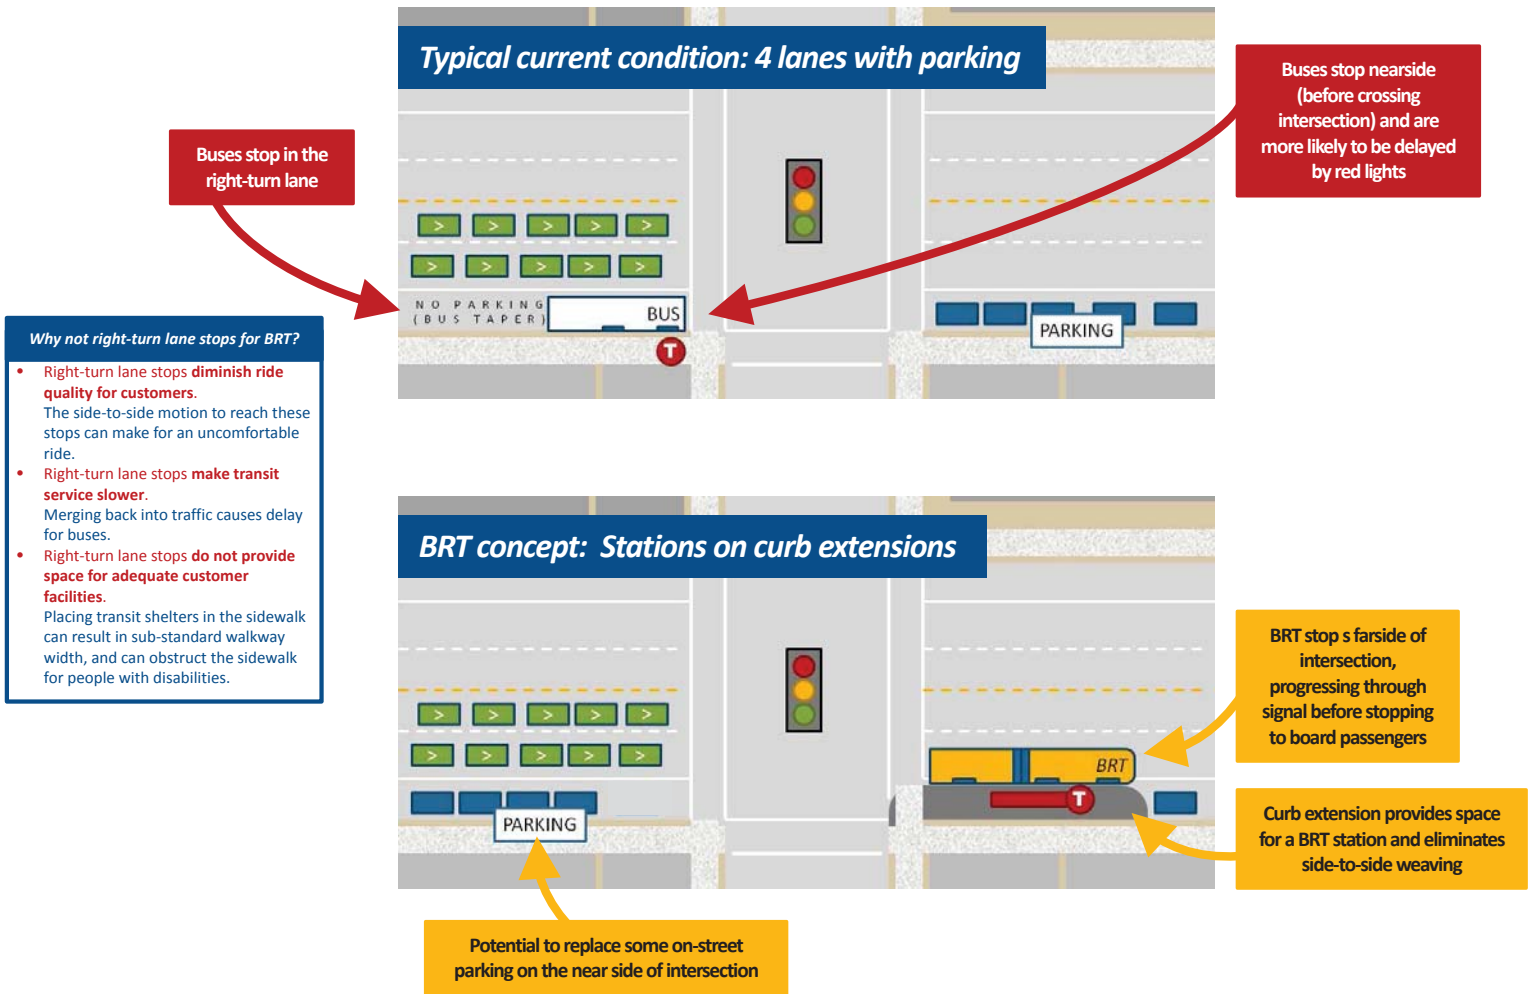 Typical current condition: 4 lanes with parking
Buses stop nearside
(before crossing
intersection) and are
more likely to be delayed
by red lights
Buses stop in the
right-turn lane
> > > > >
> > > > >
NO PARKING
(BUS TAPER)
BUS
T
PARKING
Why not right-turn lane stops for BRT?
• Right-turn lane stops diminish ride
quality for customers.
The side-to-side motion to reach these
stops can make for an uncomfortable
ride.
• Right-turn lane stops make transit
service slower.
Merging back into traffic causes delay
for buses.
• Right-turn lane stops do not provide
space for adequate customer
facilities.
Placing transit shelters in the sidewalk
can result in sub-standard walkway
width, and can obstruct the sidewalk
for people with disabilities.
BRT concept: Stations on curb extensions
> > > > >
> > > > >
PARKING
BRT
T
BRT stop s farside of
intersection,
progressing through
signal before stopping
to board passengers
Curb extension provides space
for a BRT station and eliminates
side-to-side weaving
Potential to replace some on-street
parking on the near side of intersection